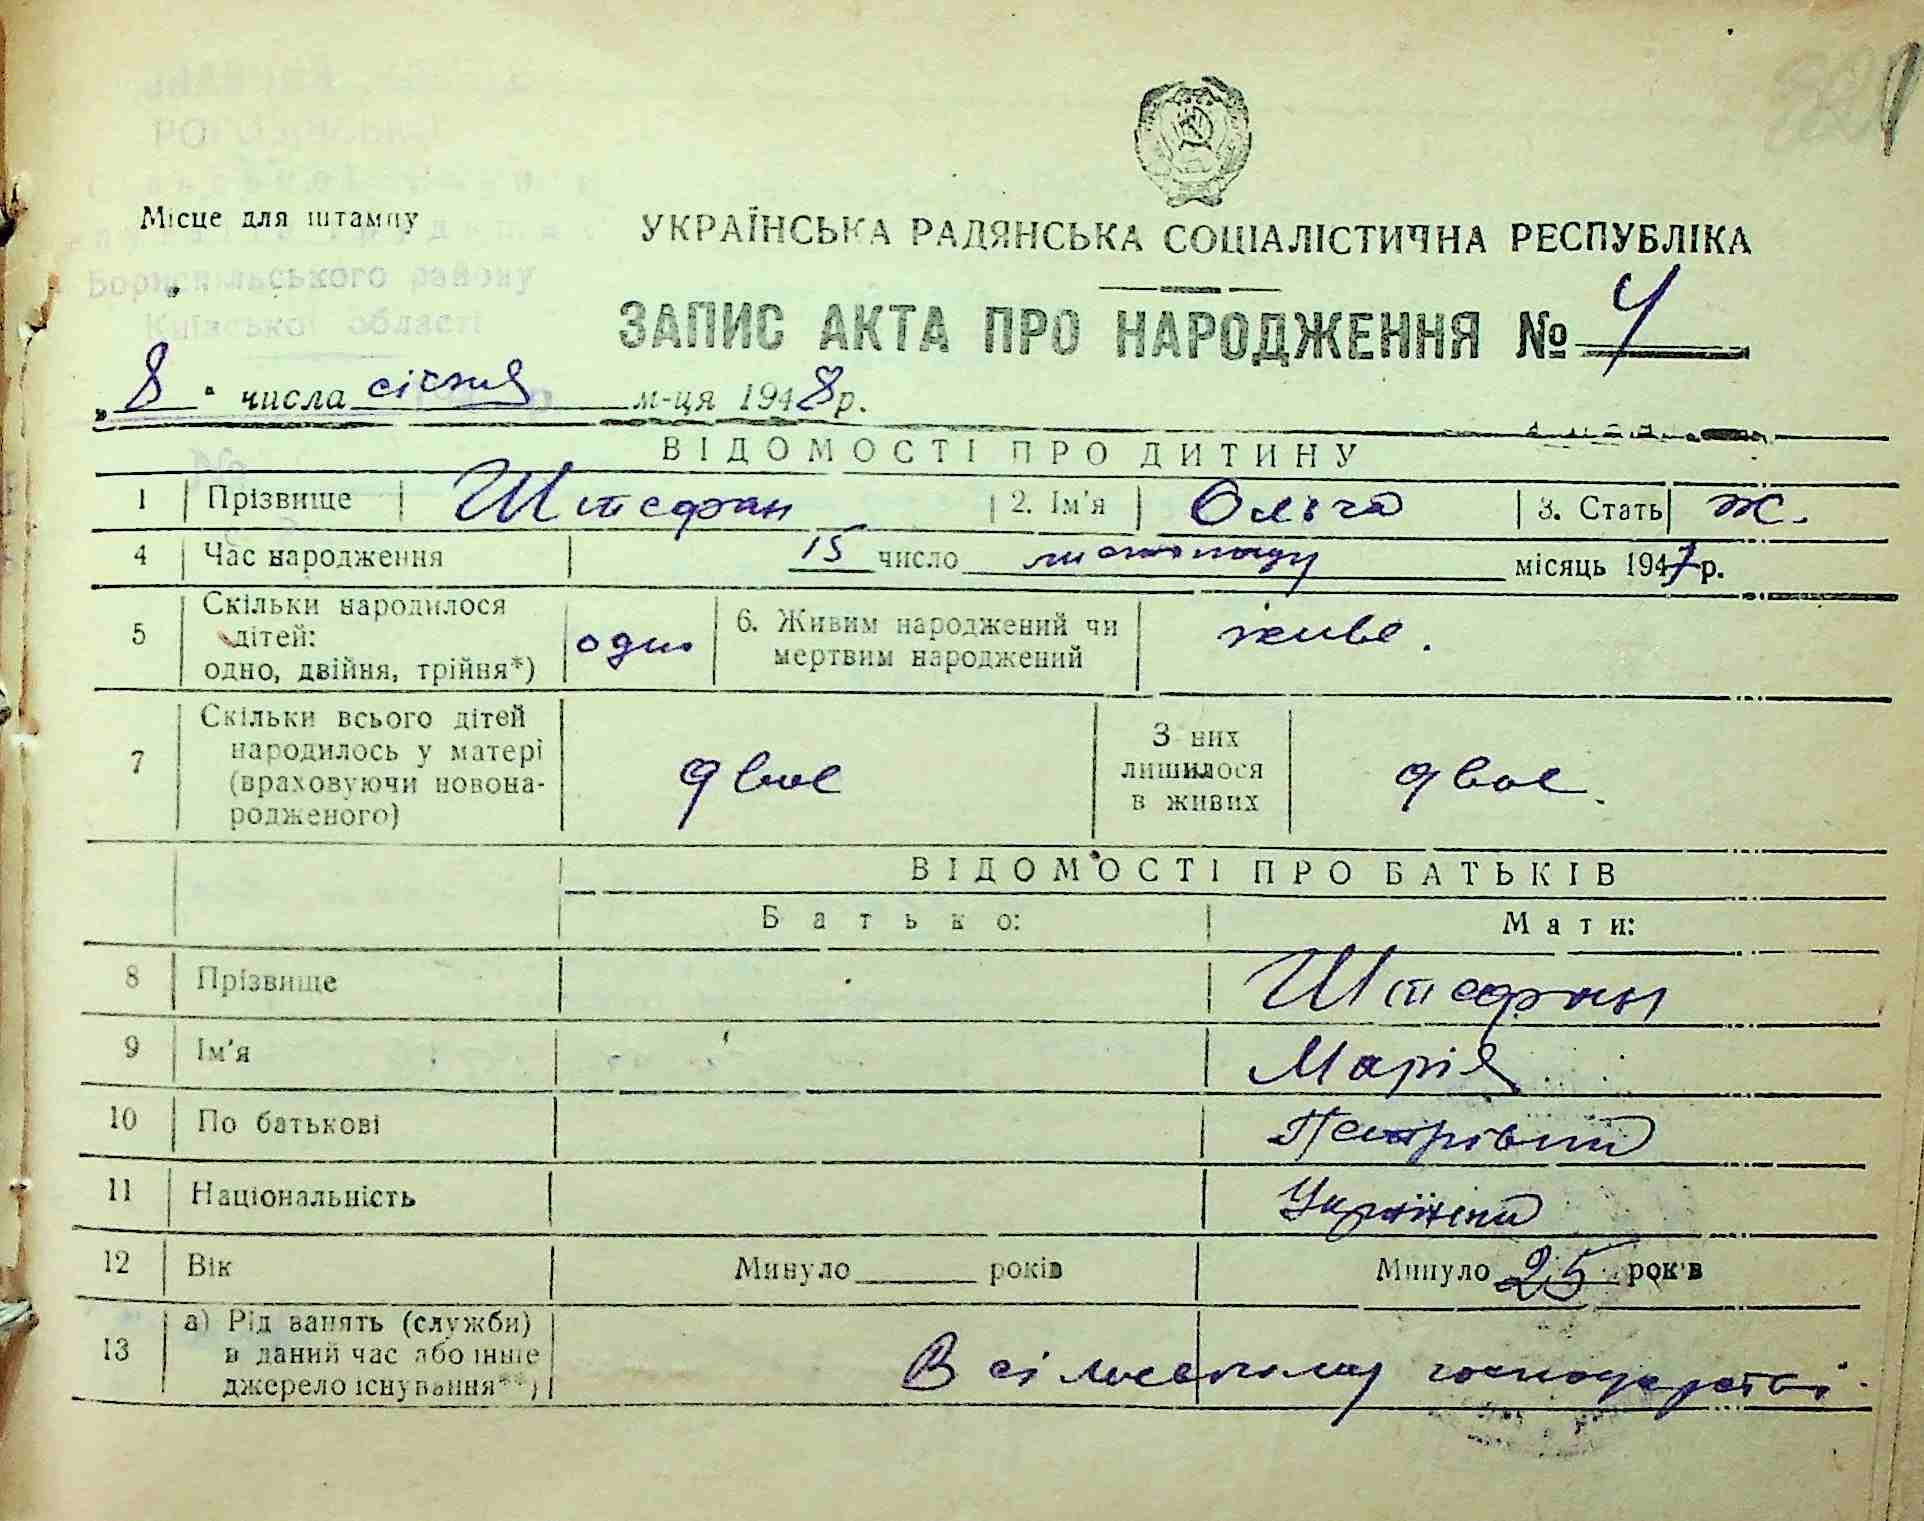 Місце для штампу
УКРАЇНСЬКА РАДЯНСЬКА СОЦІАЛІСТИЧНА РЕСПУБЛІКА
Бориспільського району
Київської області
ЗАПИС АКТА ПРО НАРОДЖЕННЯ № 4
„ 8 “ числа січня м-ця 1948 р.
ВІДОМОСТІ ПРО ДИТИНУ
1 Прізвище Штефан 2. Ім'я Ольга 3. Стать ж.
4 Час народження 15 число листопаду місяць 1947 р.
5 Скільки народилося дітей: одно, двійня, трійня*) одно 6. Живим народжений чи мертвим народжений живе.
7 Скільки всього дітей народилось у матері (враховуючи новонародженого) двое З них лишилося в живих двое.
ВІДОМОСТІ ПРО БАТЬКІВ
Батько: Мати:
8 Прізвище Штефан
9 Ім'я Марія
10 По батькові Петрівна
11 Національність Українка
12 Вік Минуло років Минуло 25 років
13 а) Рід занять (служби) в даний час або інше джерело існування**) В сільському господарстві.